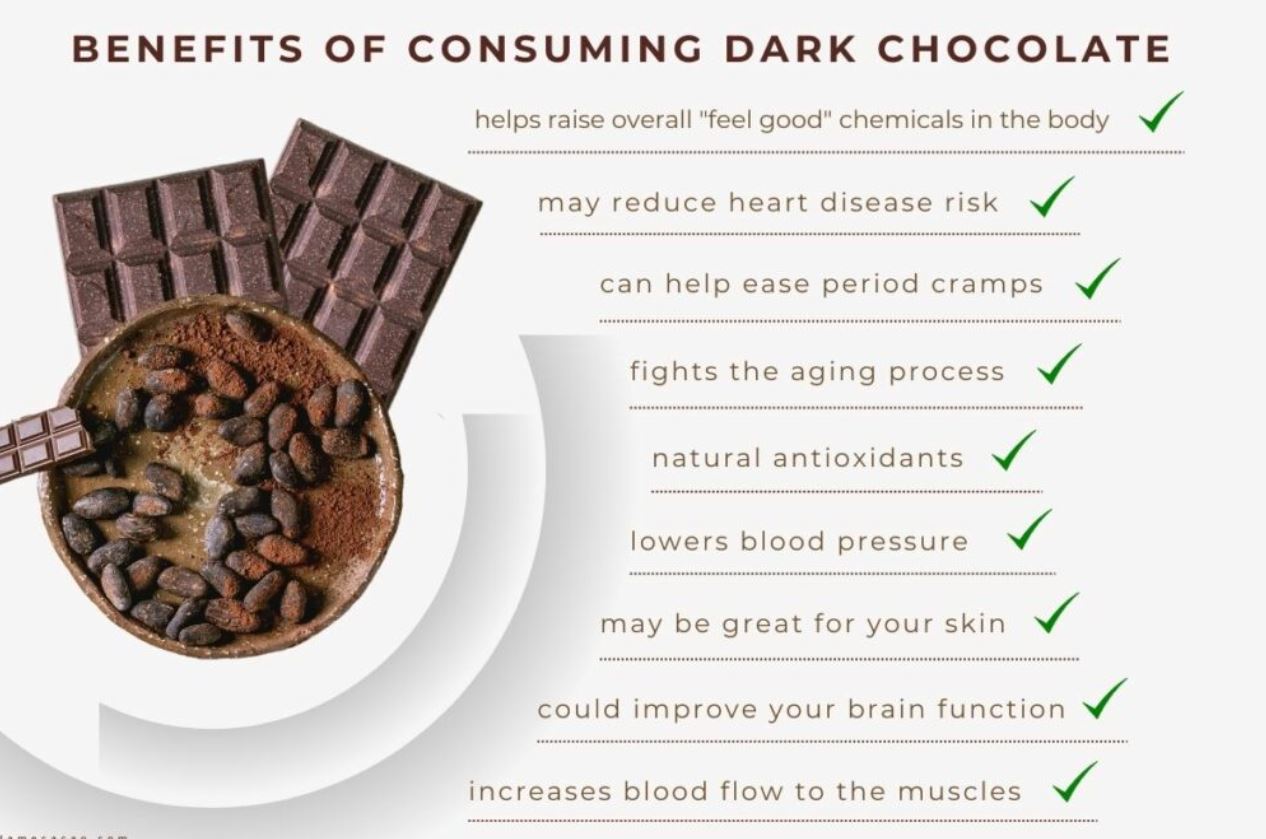 BENEFITS OF CONSUMING DARK CHOCOLATE
helps raise overall "feel good" chemicals in the body
may reduce heart disease risk
can help ease period cramps
fights the aging process
natural antioxidants
lowers blood pressure
may be great for your skin
could improve your brain function
increases blood flow to the muscles